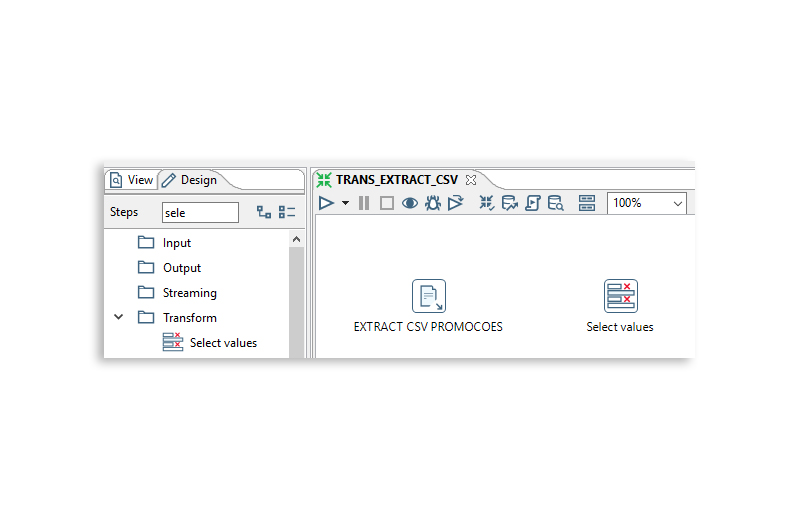 View Design
TRANS_EXTRACT_CSV
Steps sele
100%
Input
Output
Streaming
Transform
Select values
EXTRACT CSV PROMOCOES
Select values